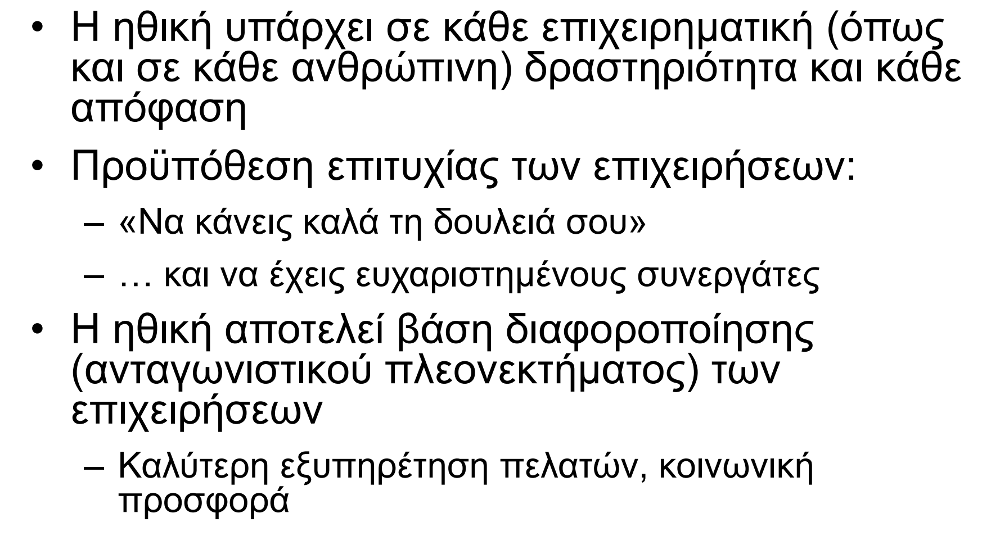 • Η ηθική υπάρχει σε κάθε επιχειρηματική (όπως
και σε κάθε ανθρώπινη) δραστηριότητα και κάθε
απόφαση
• Προϋπόθεση επιτυχίας των επιχειρήσεων:
– «Να κάνεις καλά τη δουλειά σου»
– … και να έχεις ευχαριστημένους συνεργάτες
• Η ηθική αποτελεί βάση διαφοροποίησης
(ανταγωνιστικού πλεονεκτήματος) των
επιχειρήσεων
– Καλύτερη εξυπηρέτηση πελατών, κοινωνική
προσφορά